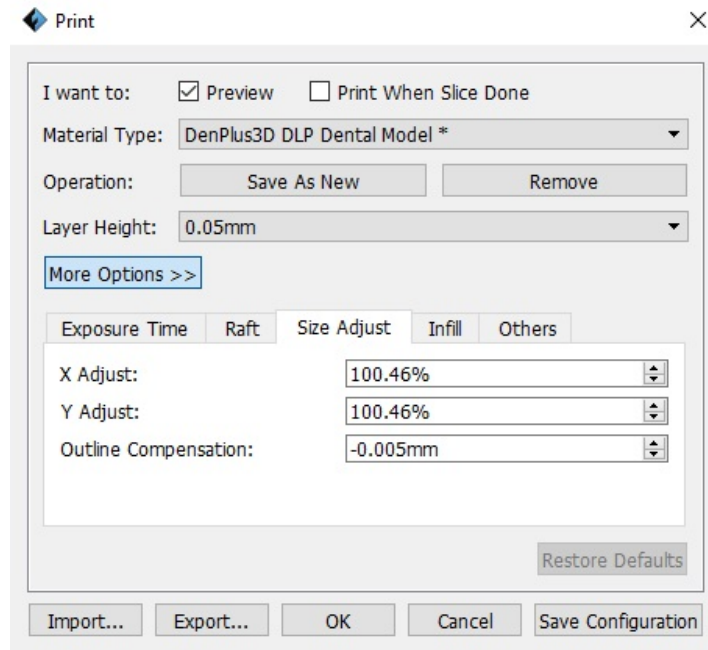 Print
I want to: Preview Print When Slice Done
Material Type: DenPlus3D DLP Dental Model *
Operation: Save As New Remove
Layer Height: 0.05mm
More Options >>
Exposure Time Raft Size Adjust Infill Others
X Adjust: 100.46%
Y Adjust: 100.46%
Outline Compensation: -0.005mm
Restore Defaults
Import... Export... OK Cancel Save Configuration